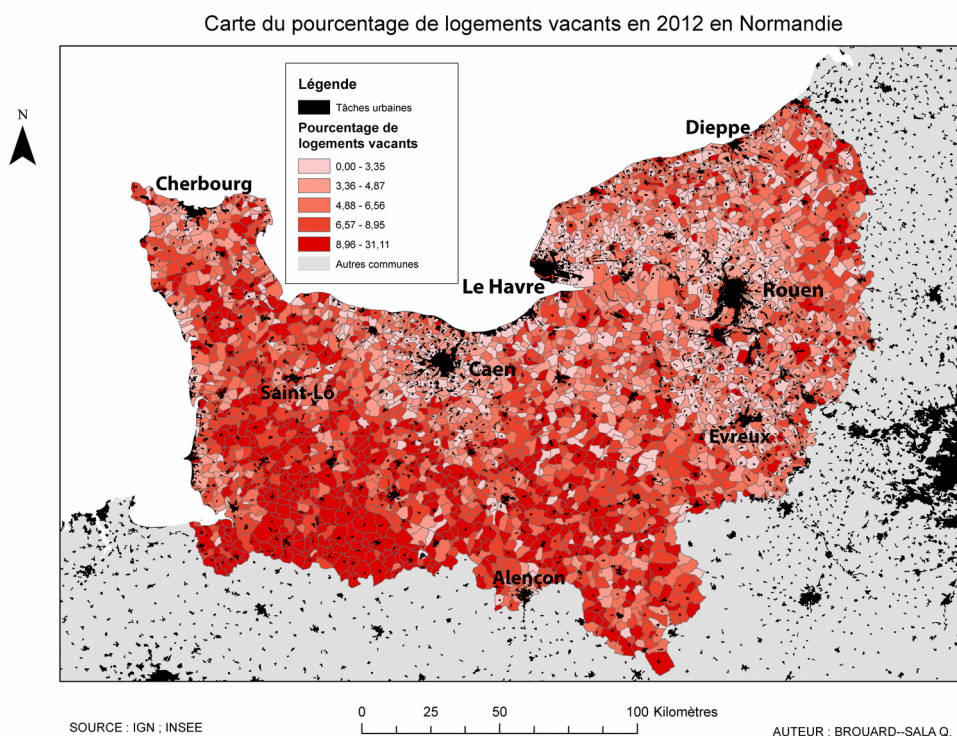 Carte du pourcentage de logements vacants en 2012 en Normandie
N
Légende
Tâches urbaines
Pourcentage de
logements vacants
0,00 - 3,35
3,36 - 4,87
4,88 - 6,56
6,57 - 8,95
8,96 - 31,11
Autres communes
Dieppe
Cherbourg
Le Havre
Rouen
Caen
Saint-Lô
Evreux
Alençon
0 25 50 100 Kilomètres
SOURCE : IGN ; INSEE
AUTEUR : BROUARD--SALA Q.